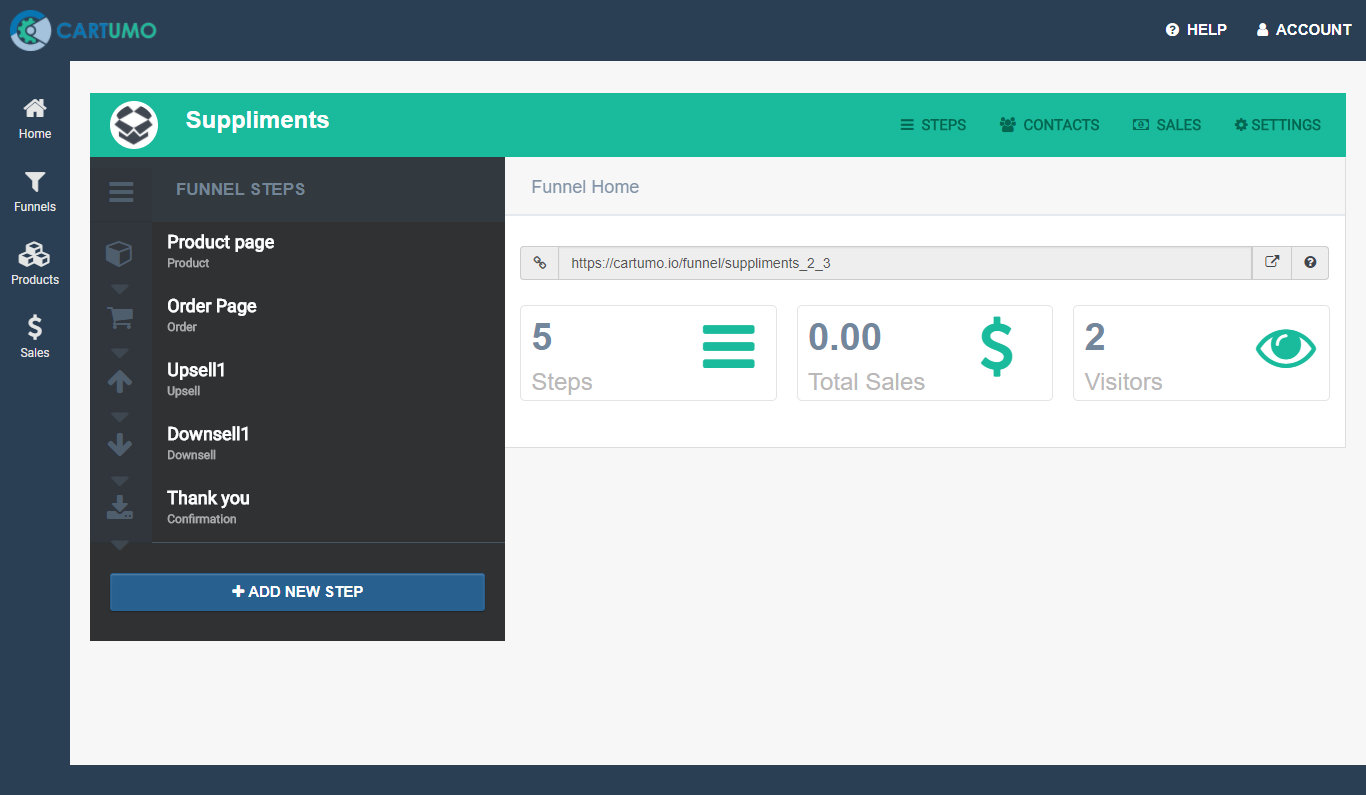 CARTUMO
HELP
ACCOUNT
Home
Funnels
Products
Sales
Suppliments
STEPS
CONTACTS
SALES
SETTINGS
FUNNEL STEPS
Product page
Product
Order Page
Order
Upsell1
Upsell
Downsell1
Downsell
Thank you
Confirmation
ADD NEW STEP
Funnel Home
https://cartumo.io/funnel/suppliments_2_3
5
Steps
0.00
Total Sales
2
Visitors